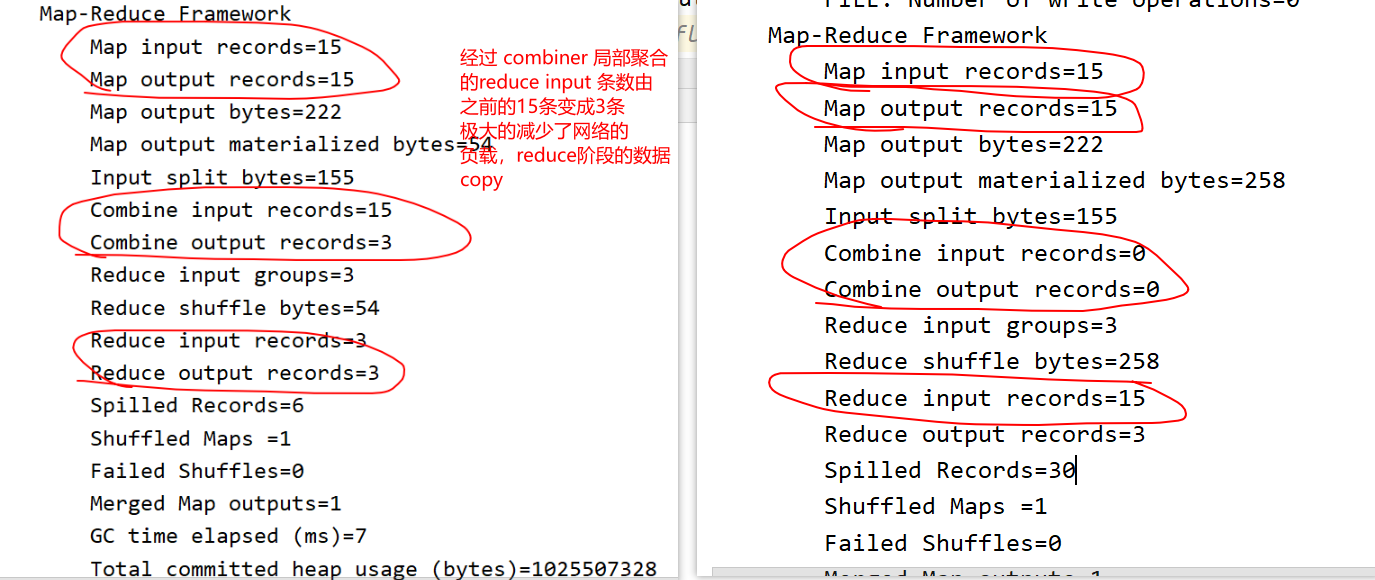 Map-Reduce Framework
Map input records=15
Map output records=15
Map output bytes=222
Map output materialized bytes=54
Input split bytes=155
Combine input records=15
Combine output records=3
Reduce input groups=3
Reduce shuffle bytes=54
Reduce input records=3
Reduce output records=3
Spilled Records=6
Shuffled Maps =1
Failed Shuffles=0
Merged Map outputs=1
GC time elapsed (ms)=7
Total committed heap usage (bytes)=1025507328
经过 combiner 局部聚合
的reduce input 条数由
之前的15条变成3条
极大的减少了网络的
负载，reduce阶段的数据
copy
FILE: Number of write operations=0
Map-Reduce Framework
Map input records=15
Map output records=15
Map output bytes=222
Map output materialized bytes=258
Input split bytes=155
Combine input records=0
Combine output records=0
Reduce input groups=3
Reduce shuffle bytes=258
Reduce input records=15
Reduce output records=3
Spilled Records=30
Shuffled Maps =1
Failed Shuffles=0
Merged Map outputs=1